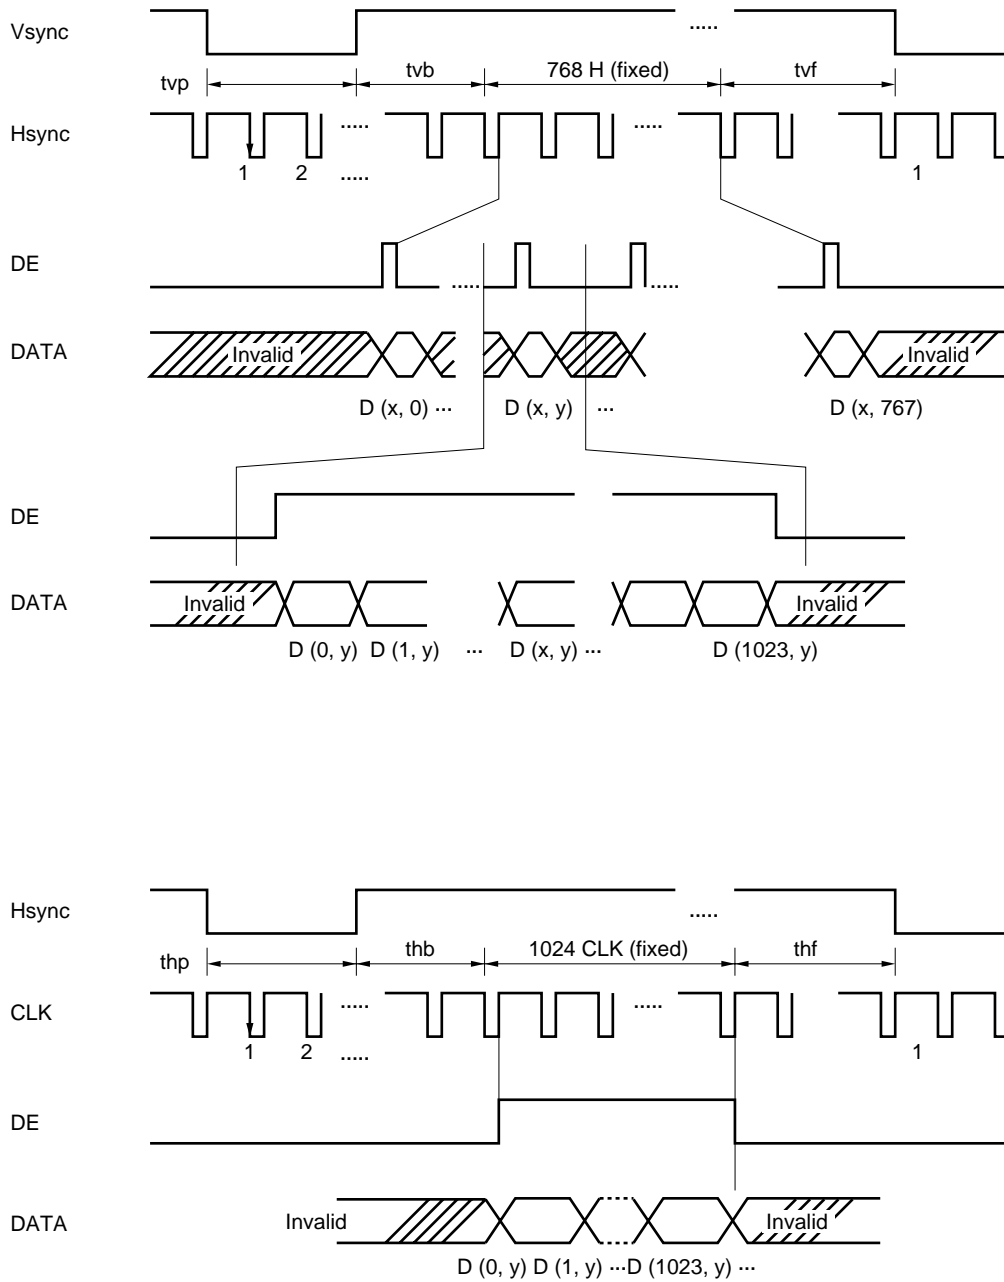 Vsync
.....
tvp
tvb
768 H (fixed)
tvf
Hsync
.....
.....
1
2
.....
1
DE
.....
.....
DATA
Invalid
Invalid
D (x, 0) ...
D (x, y) ...
D (x, 767)
DE
DATA
Invalid
Invalid
D (0, y) D (1, y) ... D (x, y) ... D (1023, y)
Hsync
.....
thp
thb
1024 CLK (fixed)
thf
CLK
.....
.....
1
2
.....
1
DE
DATA
Invalid
Invalid
D (0, y) D (1, y) ...D (1023, y) ...